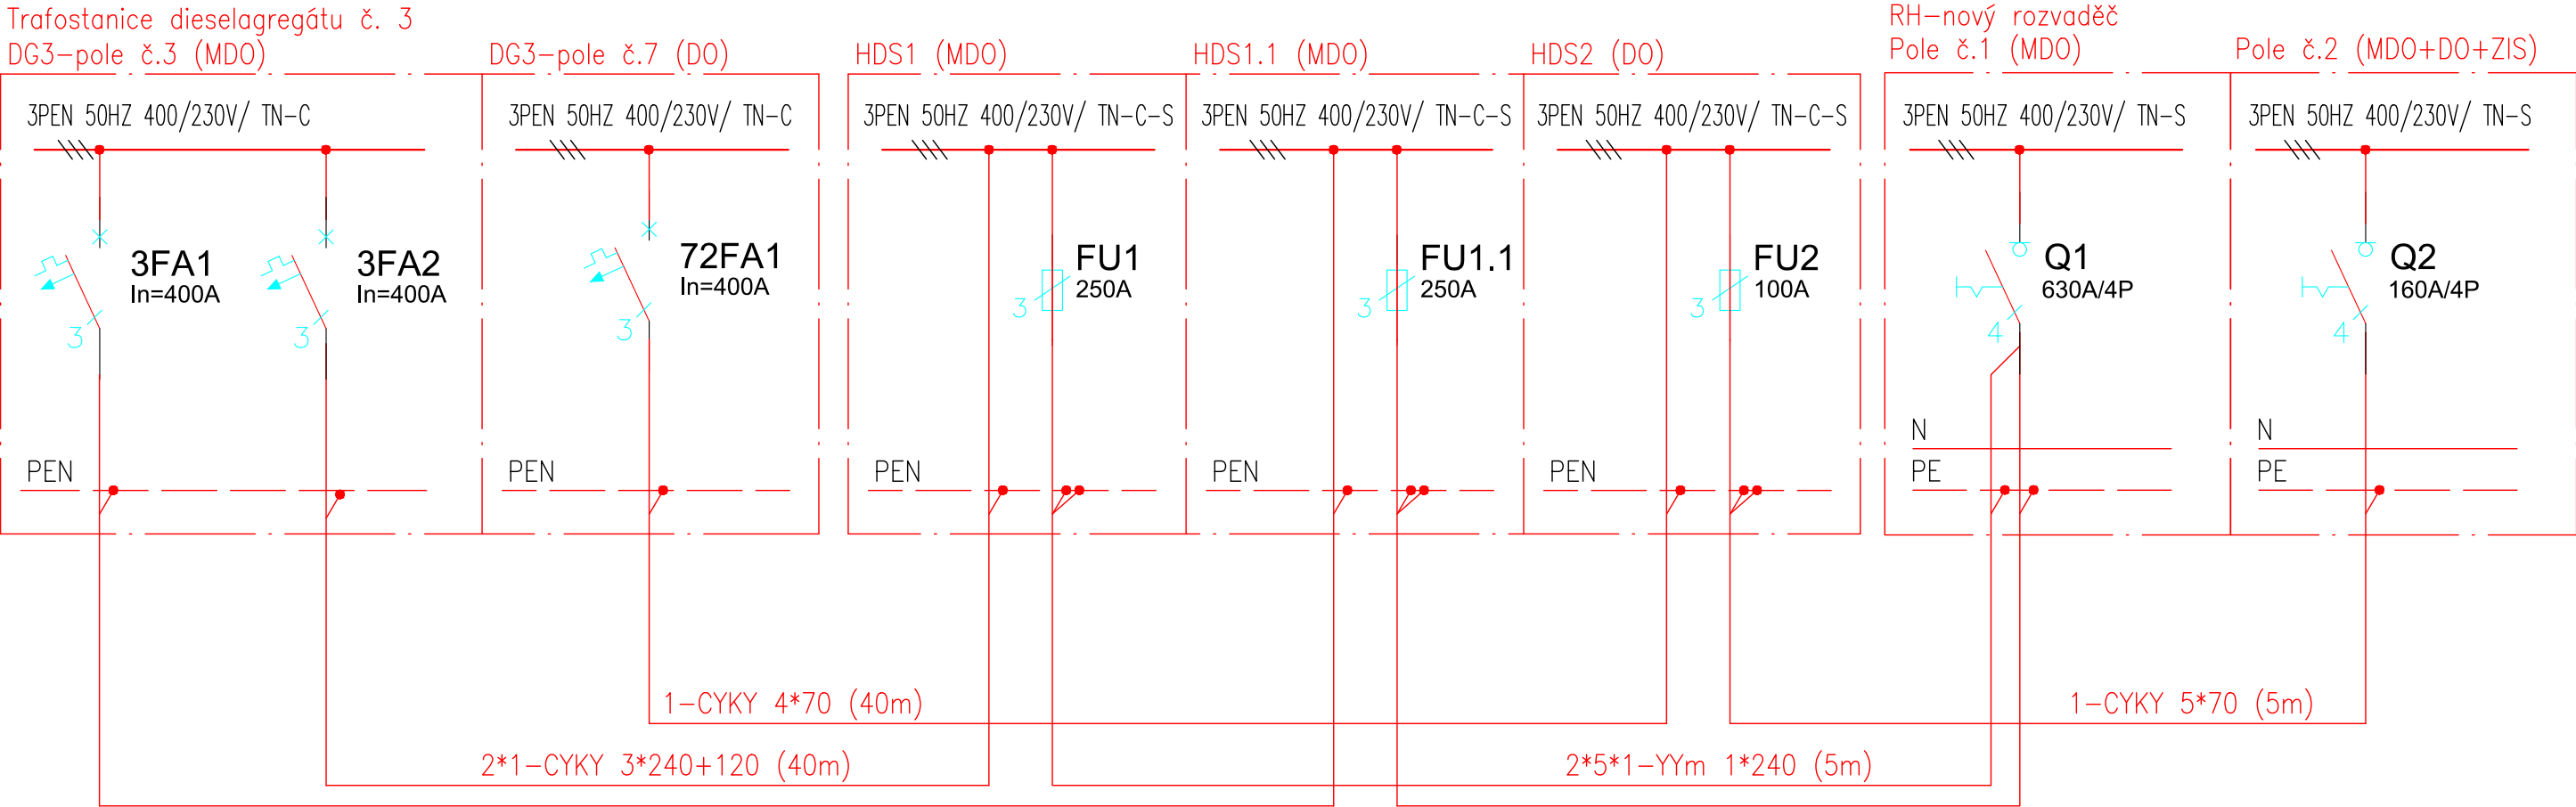 Trafostanice dieselagregátu č. 3
DG3-pole č.3 (MDO)
DG3-pole č.7 (DO)
HDS1 (MDO)
HDS1.1 (MDO)
HDS2 (DO)
RH-nový rozvaděč
Pole č.1 (MDO)
Pole č.2 (MDO+DO+ZIS)
3PEN 50HZ 400/230V/ TN-C
3PEN 50HZ 400/230V/ TN-C
3PEN 50HZ 400/230V/ TN-C-S
3PEN 50HZ 400/230V/ TN-C-S
3PEN 50HZ 400/230V/ TN-C-S
3PEN 50HZ 400/230V/ TN-S
3PEN 50HZ 400/230V/ TN-S
3FA1
In=400A
3
3FA2
In=400A
3
72FA1
In=400A
3
FU1
250A
3
FU1.1
250A
3
FU2
100A
3
Q1
630A/4P
4
Q2
160A/4P
4
N
N
PEN
PEN
PEN
PEN
PEN
PE
PE
1-CYKY 4*70 (40m)
1-CYKY 5*70 (5m)
2*1-CYKY 3*240+120 (40m)
2*5*1-YYm 1*240 (5m)